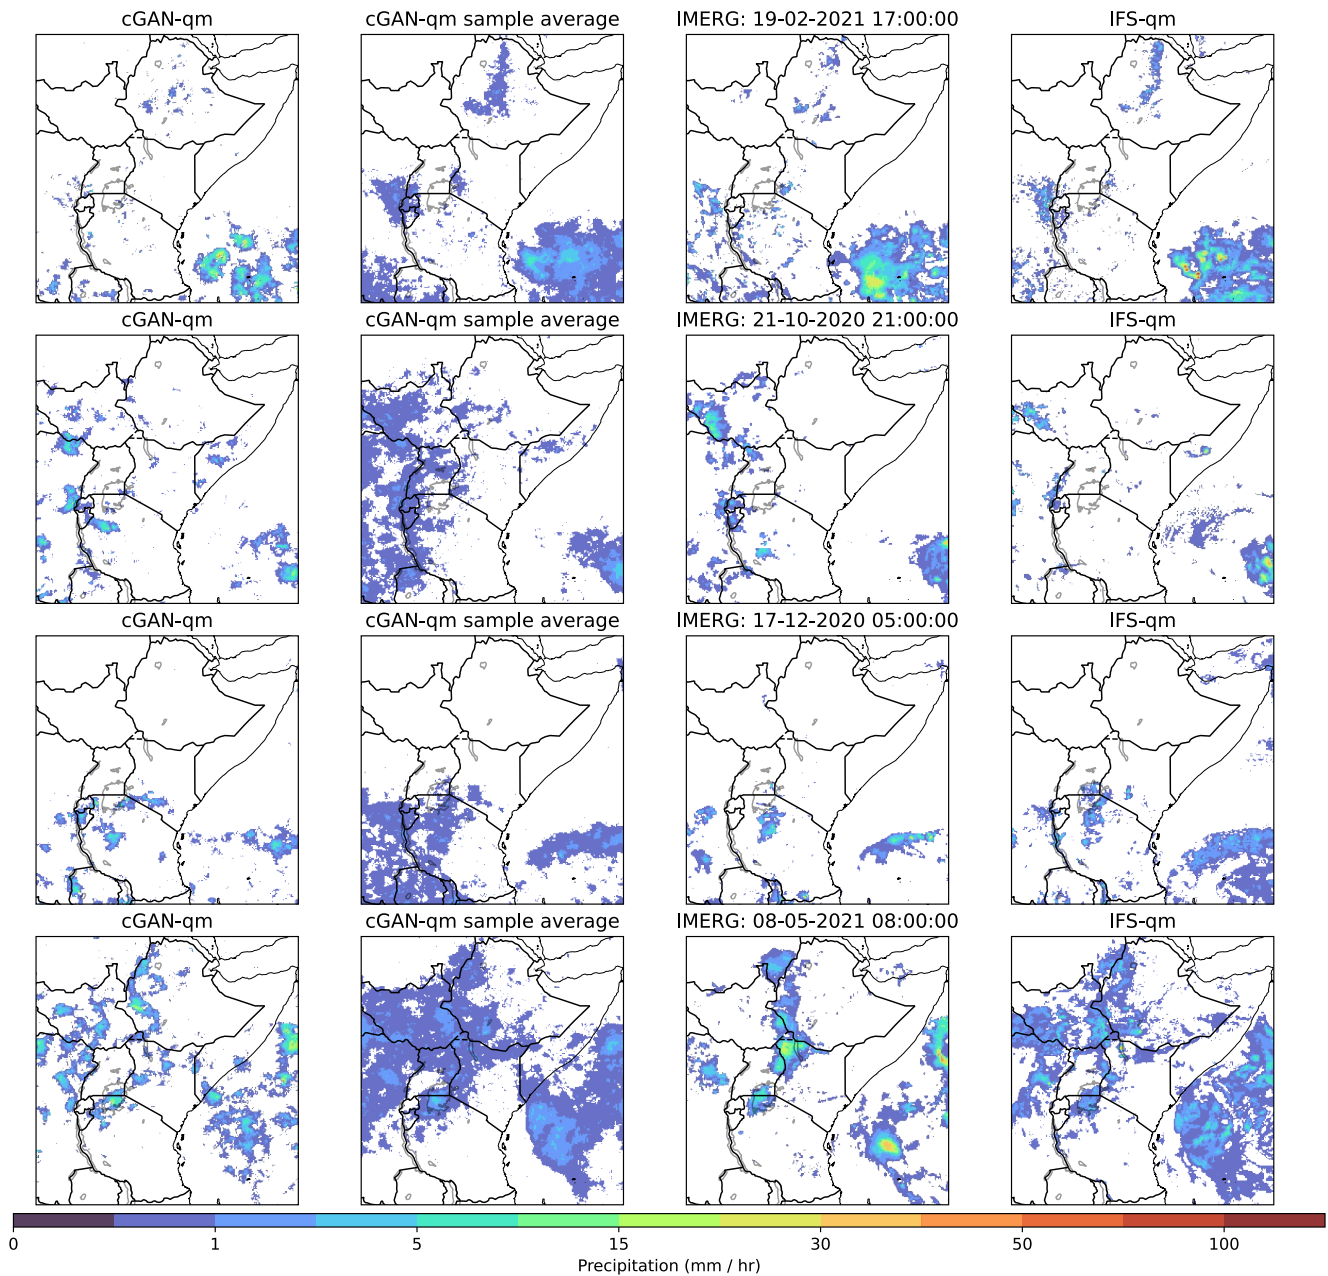 cGAN-qm cGAN-qm sample average IMERG: 19-02-2021 17:00:00 IFS-qm
cGAN-qm cGAN-qm sample average IMERG: 21-10-2020 21:00:00 IFS-qm
cGAN-qm cGAN-qm sample average IMERG: 17-12-2020 05:00:00 IFS-qm
cGAN-qm cGAN-qm sample average IMERG: 08-05-2021 08:00:00 IFS-qm
0 1 5 15 30 50 100
Precipitation (mm / hr)